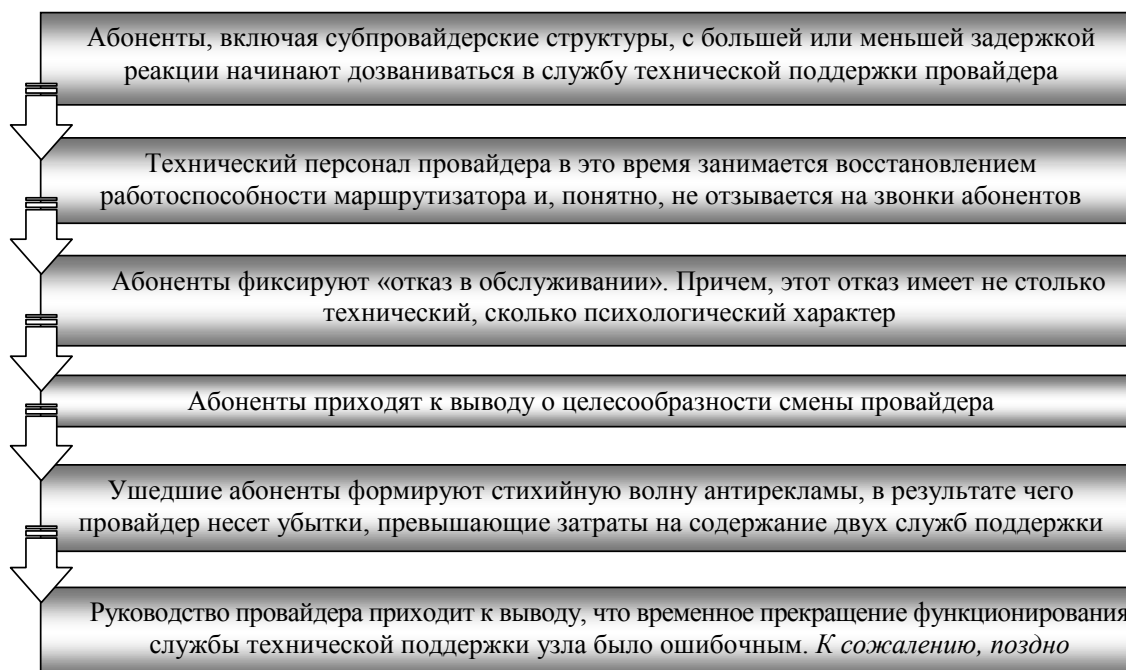 Абоненты, включая субпровайдерские структуры, с большей или меньшей задержкой
реакции начинают дозваниваться в службу технической поддержки провайдера
Технический персонал провайдера в это время занимается восстановлением
работоспособности маршрутизатора и, понятно, не отзывается на звонки абонентов
Абоненты фиксируют «отказ в обслуживании». Причем, этот отказ имеет не столько
технический, сколько психологический характер
Абоненты приходят к выводу о целесообразности смены провайдера
Ушедшие абоненты формируют стихийную волну антирекламы, в результате чего
провайдер несет убытки, превышающие затраты на содержание двух служб поддержки
Руководство провайдера приходит к выводу, что временное прекращение функционирования
службы технической поддержки узла было ошибочным. К сожалению, поздно